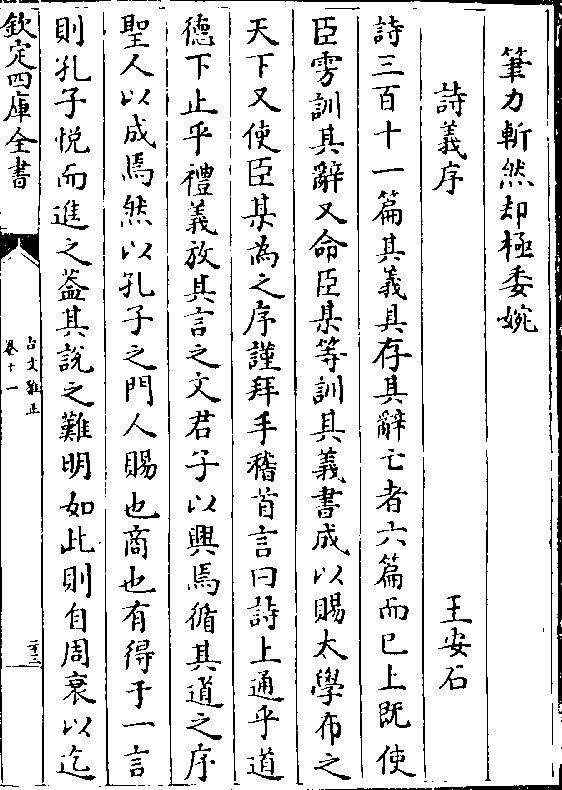 筆力斬然却極委婉
詩義序 王安石
詩三百十一篇其義具存其辭亡者六篇而已上既使
臣雱訓其辭又命臣某等訓其義書成以賜太學布之
天下又使臣某為之序謹拜手稽首言曰詩上通乎道
德下止乎禮義放其言之文君子以興焉循其道之序
聖人以成焉然以孔子之門人賜也商也有得于一言
則孔子悦而進之葢其說之難明如此則自周衰以迄
欽定四庫全書
古文雅正
卷十一
二十三